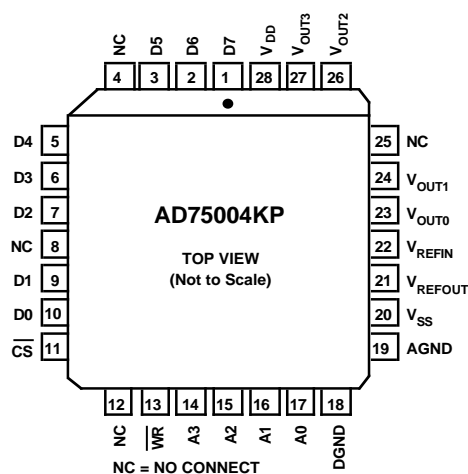 NC D5 D6 D7 VDD VOUT3 VOUT2
4 3 2 1 28 27 26
D4 5 25 NC
D3 6 24 VOUT1
D2 7 23 VOUT0
NC 8 22 VREFIN
D1 9 21 VREFOUT
D0 10 20 VSS
CS 11 19 AGND
AD75004KP
TOP VIEW
(Not to Scale)
12 13 14 15 16 17 18
NC WR A3 A2 A1 A0 DGND
NC = NO CONNECT